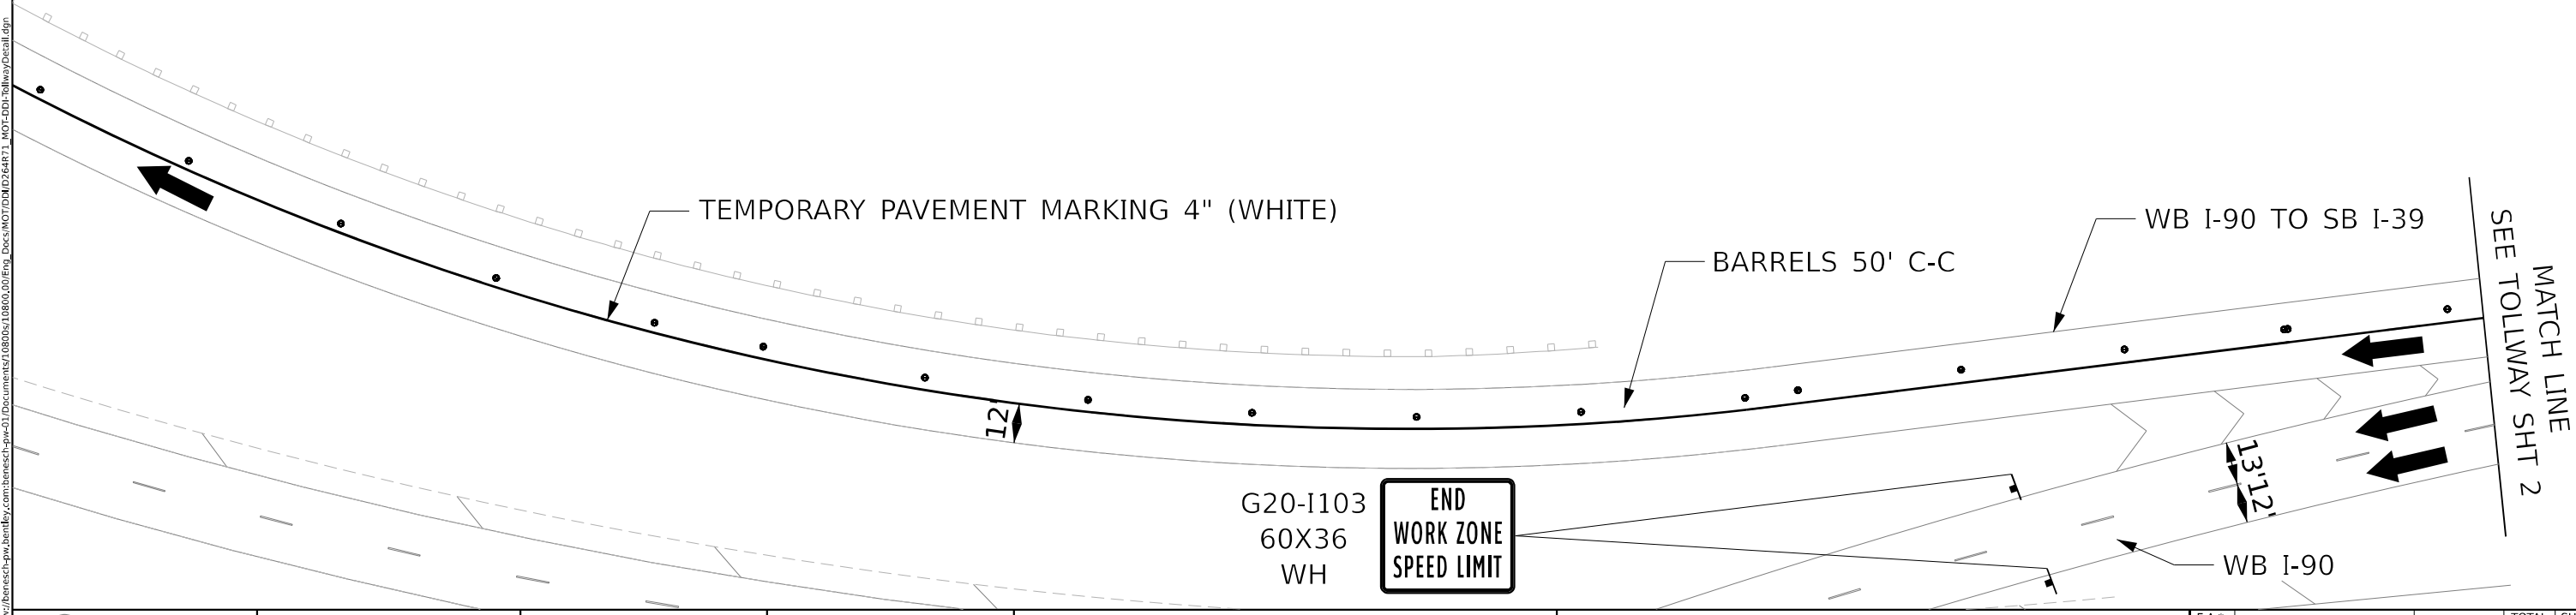 TEMPORARY PAVEMENT MARKING 4" (WHITE)
WB I-90 TO SB I-39
BARRELS 50' C-C
MATCH LINE
SEE TOLLWAY SHT 2
12'
13'
12'
G20-I103
60X36
WH
END
WORK ZONE
SPEED LIMIT
WB I-90